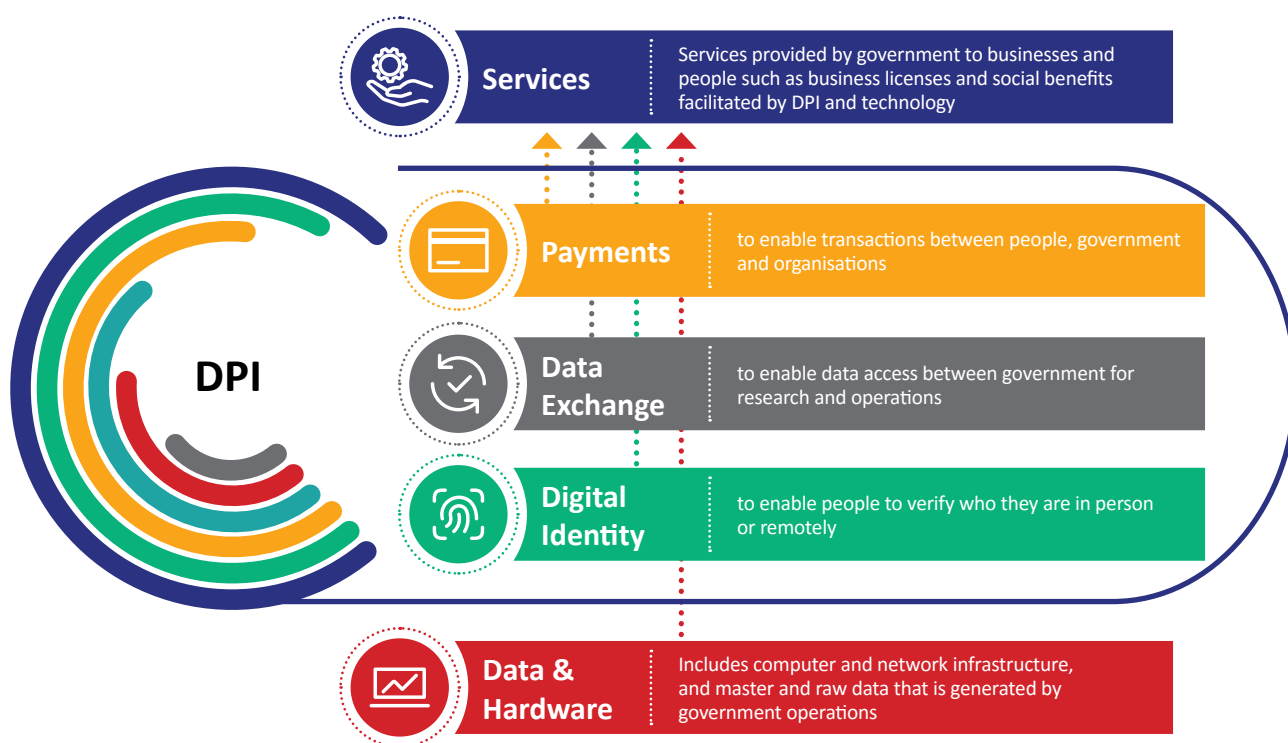 Services
Services provided by government to businesses and
people such as business licenses and social benefits
facilitated by DPI and technology
DPI
Payments
to enable transactions between people, government
and organisations
Data
Exchange
to enable data access between government for
research and operations
Digital
Identity
to enable people to verify who they are in person
or remotely
Data &
Hardware
Includes computer and network infrastructure,
and master and raw data that is generated by
government operations